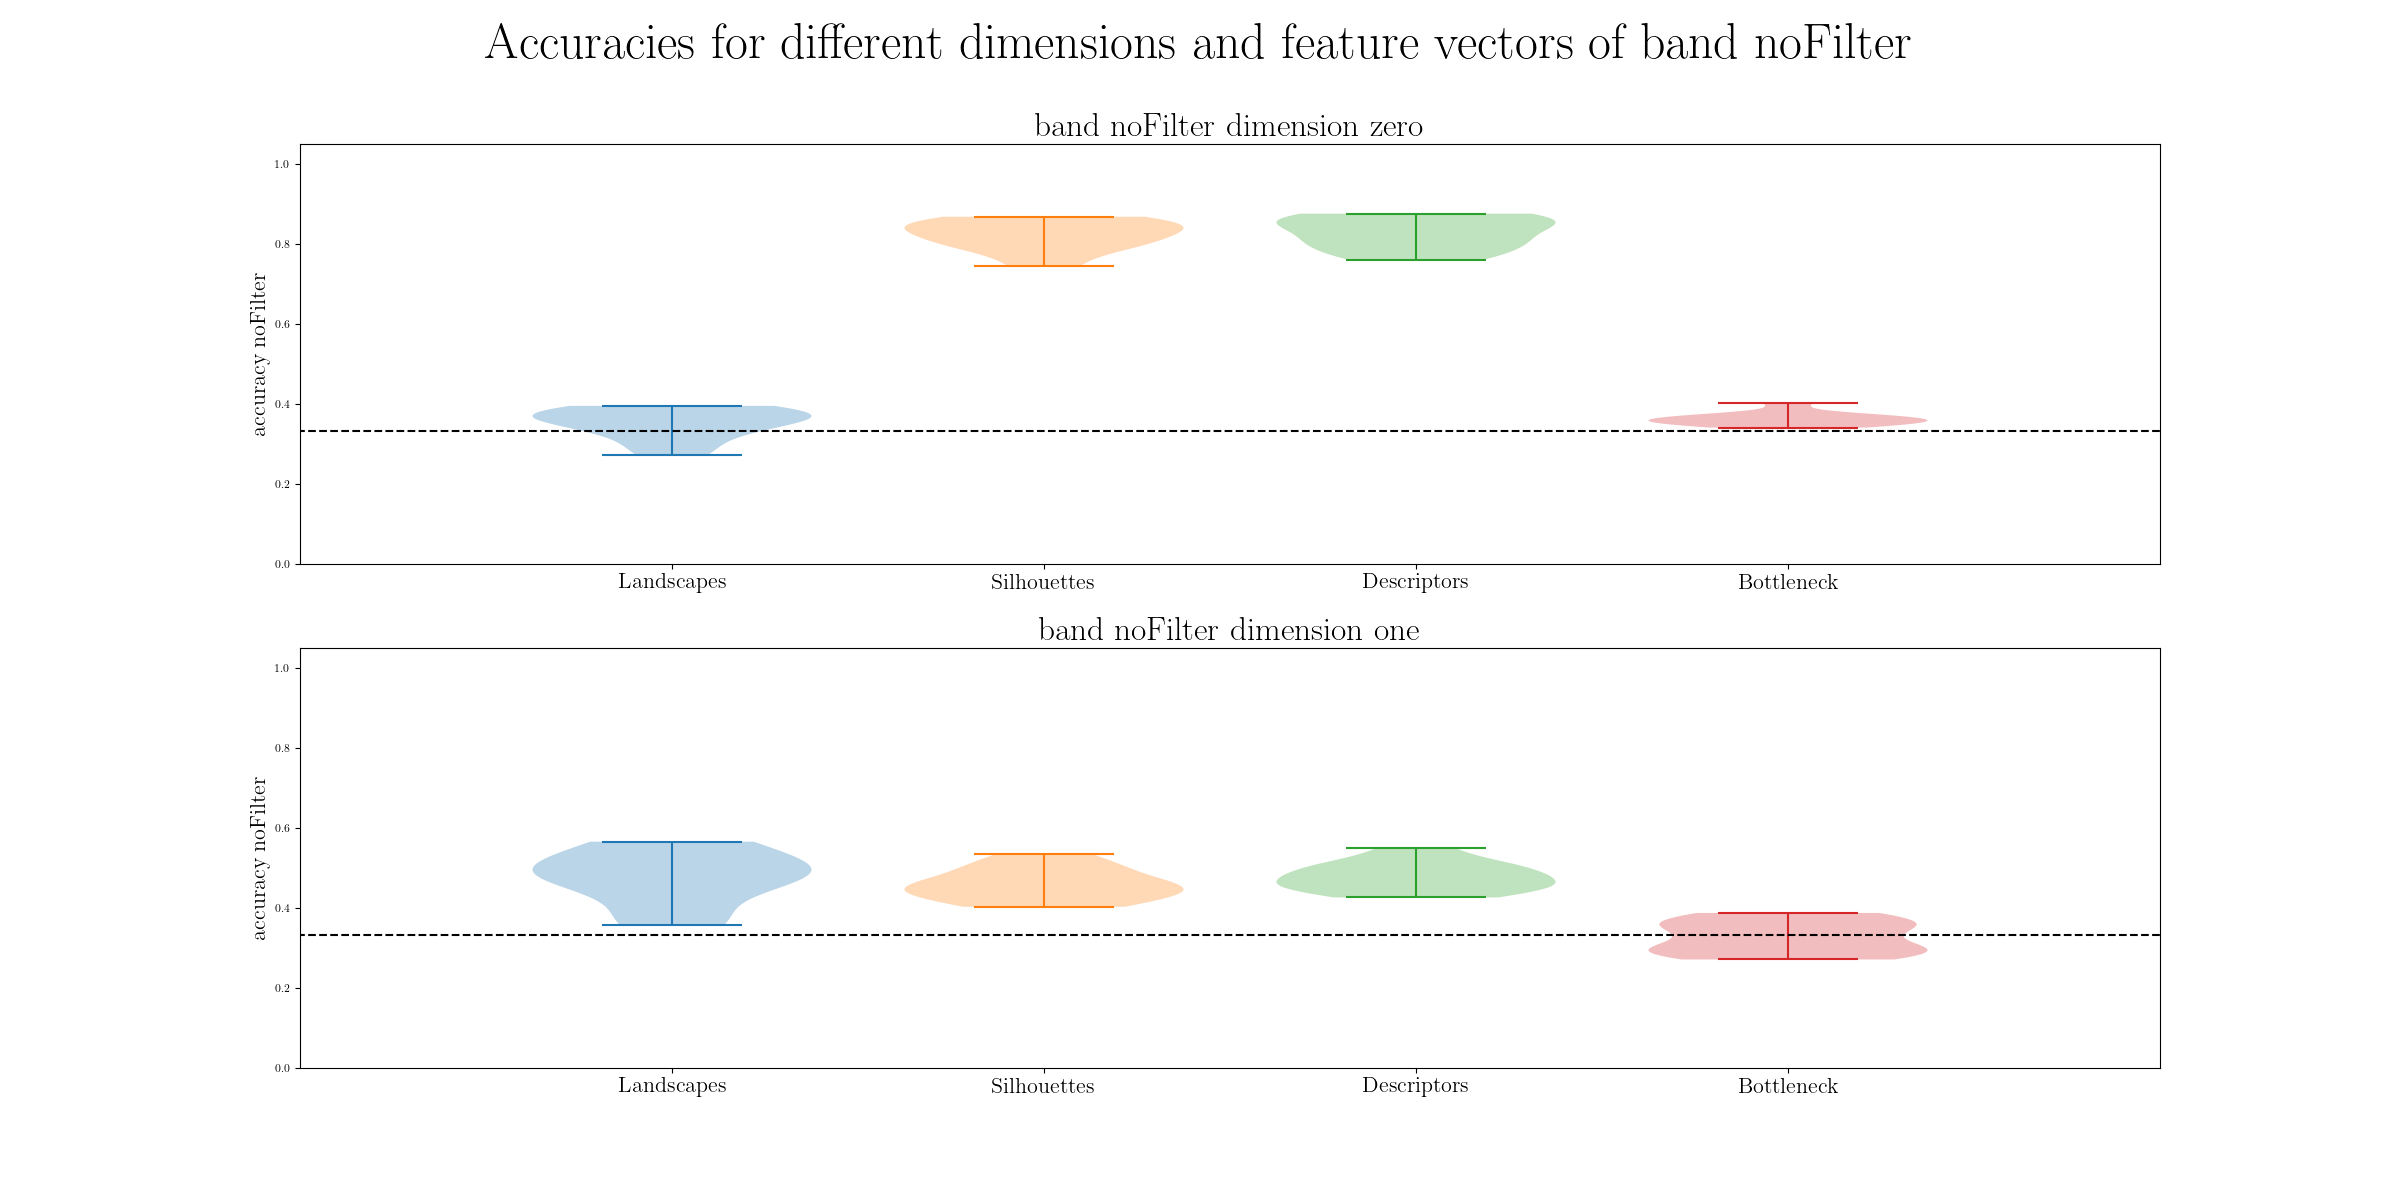 Accuracies for different dimensions and feature vectors of band noFilter
band noFilter dimension zero
accuracy noFilter
1.0
0.8
0.6
0.4
0.2
0.0
Landscapes Silhouettes Descriptors Bottleneck
band noFilter dimension one
accuracy noFilter
1.0
0.8
0.6
0.4
0.2
0.0
Landscapes Silhouettes Descriptors Bottleneck